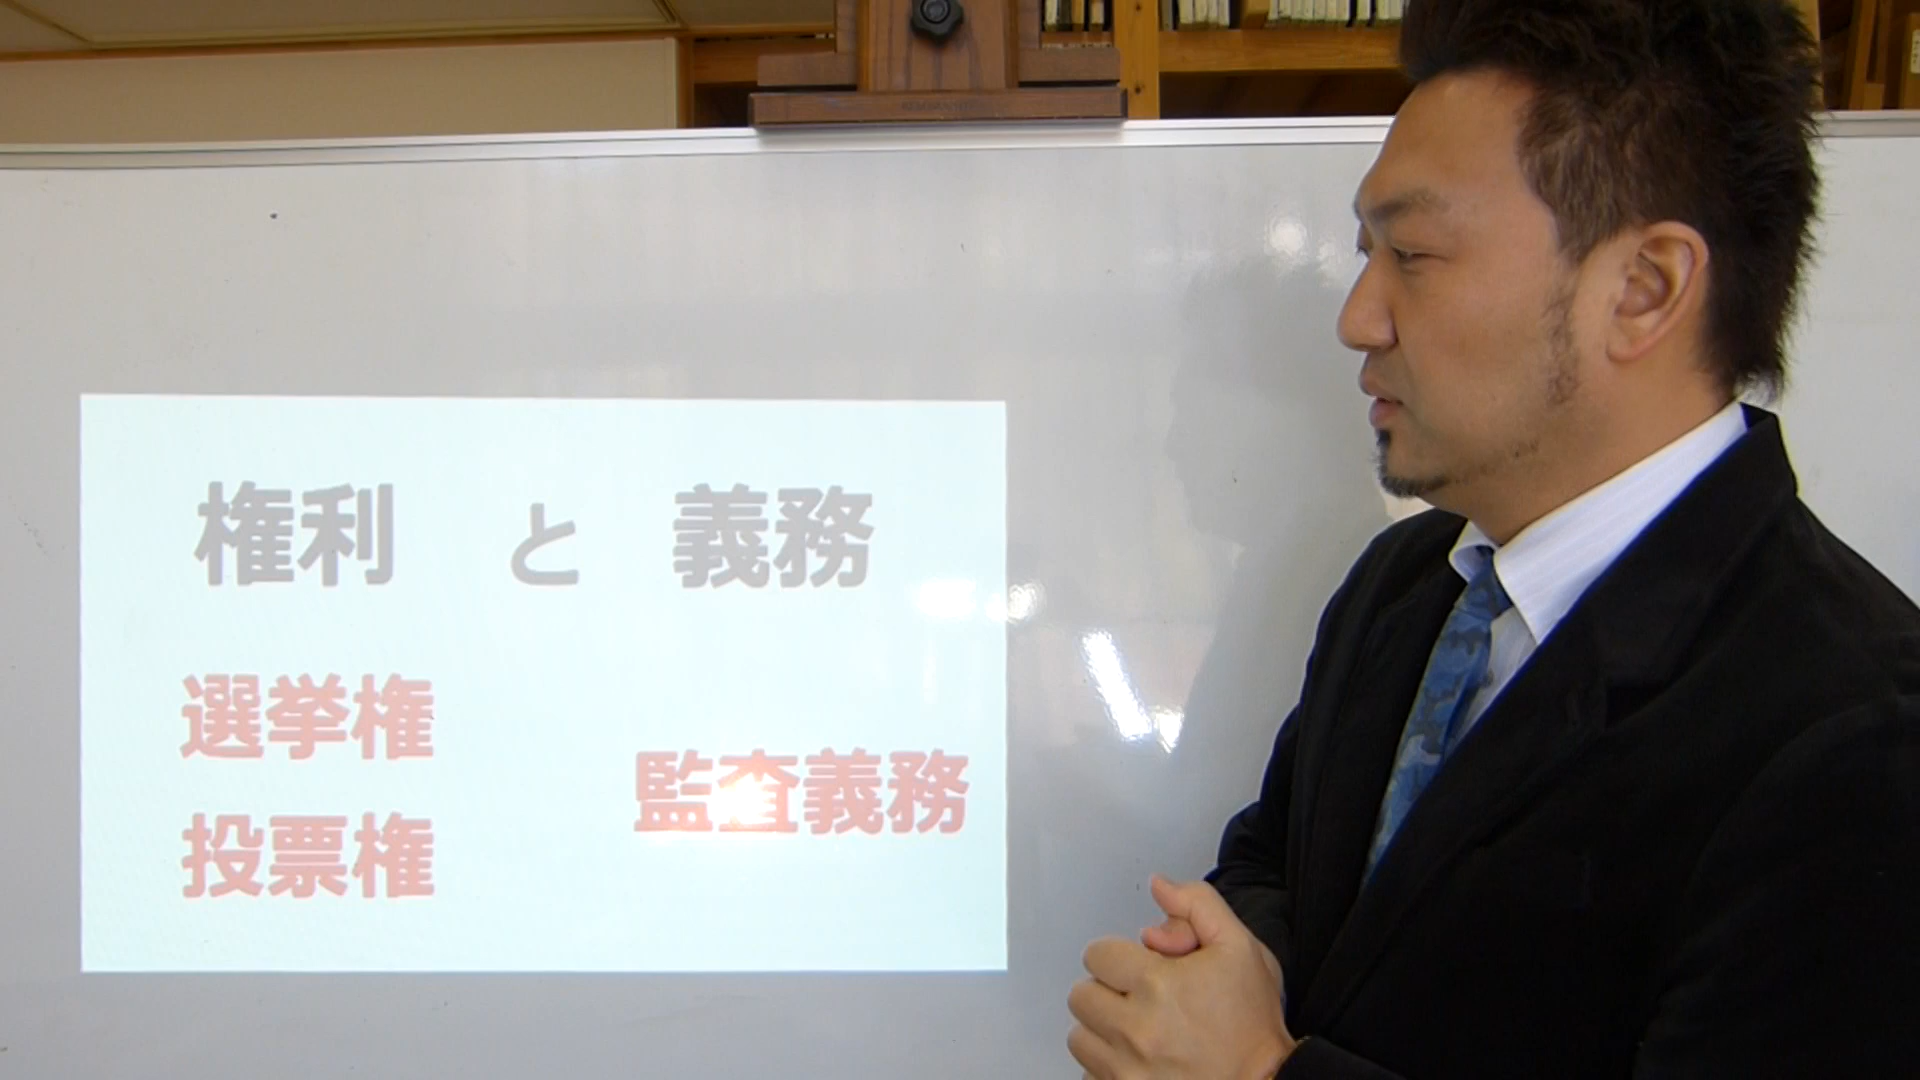 権利 と 義務
選挙権
監査義務
投票権